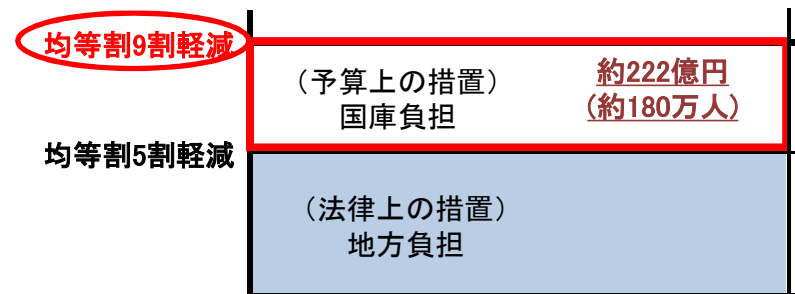 均等割9割軽減
（予算上の措置）
国庫負担
約222億円
(約180万人)
均等割5割軽減
（法律上の措置）
地方負担